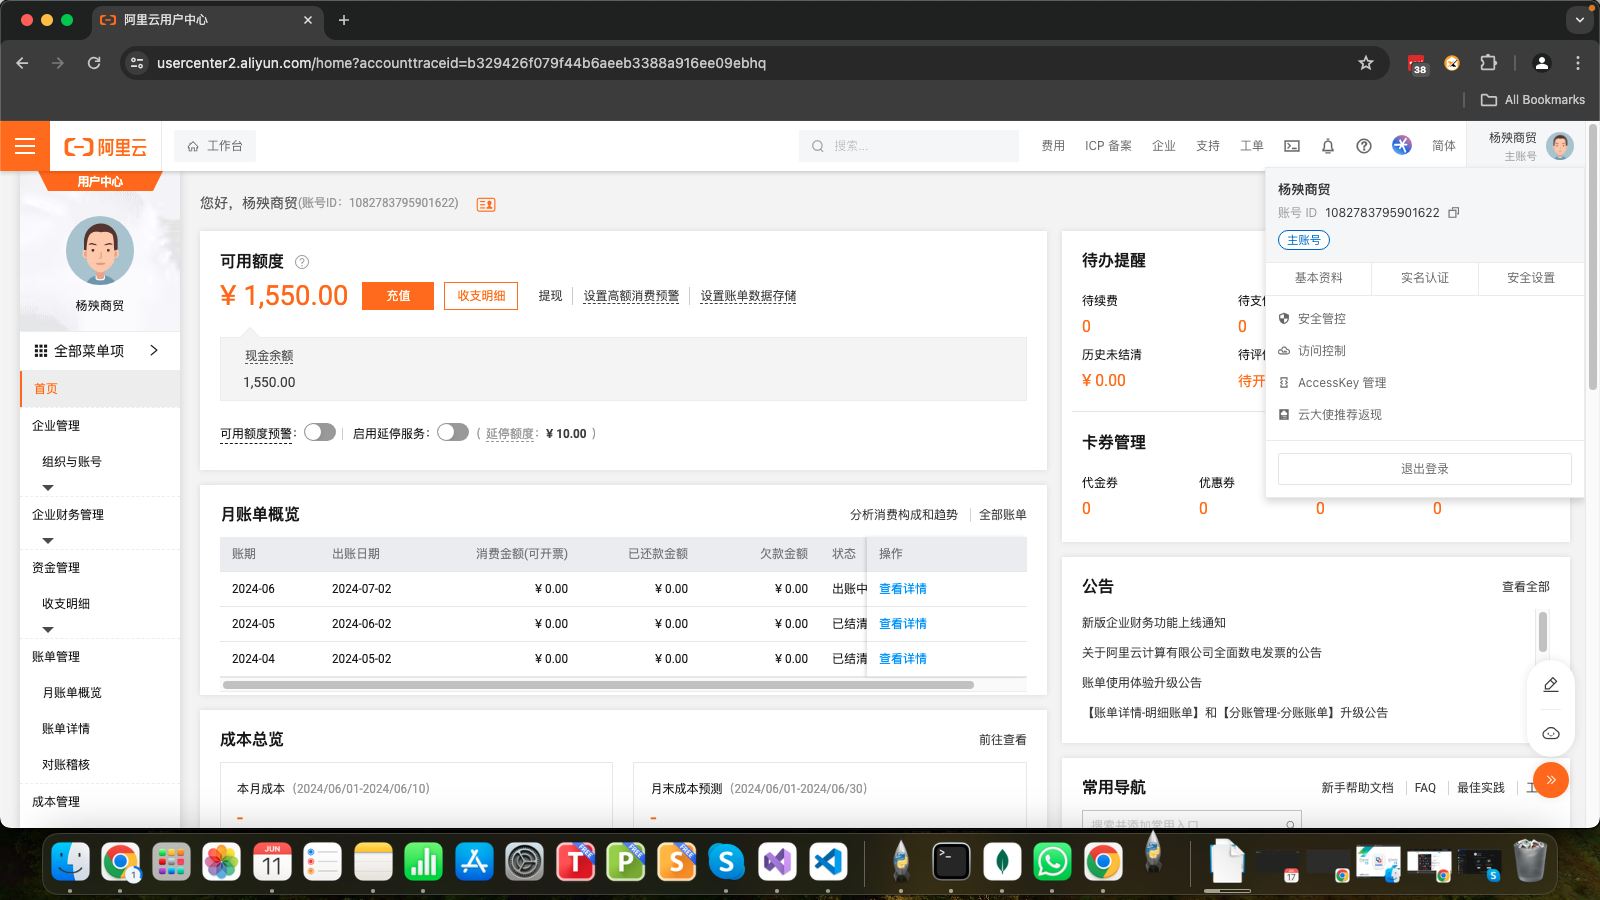 阿里云用户中心
usercenter2.aliyun.com/home?accounttraceid=b329426f079f44b6aeeb3388a916ee09ebhq
38
All Bookmarks
阿里云
工作台
搜索...
费用
ICP 备案
企业
支持
工单
简体
杨殃商贸
主账号
用户中心
杨殃商贸
全部菜单项
首页
企业管理
组织与账号
企业财务管理
资金管理
收支明细
账单管理
月账单概览
账单详情
对账稽核
成本管理
您好，杨殃商贸(账号ID：1082783795901622)
可用额度
¥ 1,550.00
充值
收支明细
提现
设置高额消费预警
设置账单数据存储
现金余额
1,550.00
可用额度预警：
启用延停服务：
( 延停额度： ¥ 10.00 )
月账单概览
分析消费构成和趋势
全部账单
账期 出账日期 消费金额(可开票) 已还款金额 欠款金额 状态 操作
2024-06 2024-07-02 ¥ 0.00 ¥ 0.00 ¥ 0.00 出账中 查看详情
2024-05 2024-06-02 ¥ 0.00 ¥ 0.00 ¥ 0.00 已结清 查看详情
2024-04 2024-05-02 ¥ 0.00 ¥ 0.00 ¥ 0.00 已结清 查看详情
成本总览
前往查看
本月成本 (2024/06/01-2024/06/10)
-
月末成本预测 (2024/06/01-2024/06/30)
-
待办提醒
待续费
0
待支
0
历史未结清
¥ 0.00
待评
待开
卡券管理
代金券
0
优惠券
0
0
0
杨殃商贸
账号 ID 1082783795901622
主账号
基本资料
实名认证
安全设置
安全管控
访问控制
AccessKey 管理
云大使推荐返现
退出登录
公告
查看全部
新版企业财务功能上线通知
关于阿里云计算有限公司全面数电发票的公告
账单使用体验升级公告
【账单详情-明细账单】和【分账管理-分账账单】升级公告
常用导航
新手帮助文档
FAQ
最佳实践
搜索并添加常用入口
1
JUN
11
T FREE
P FREE
S FREE
17